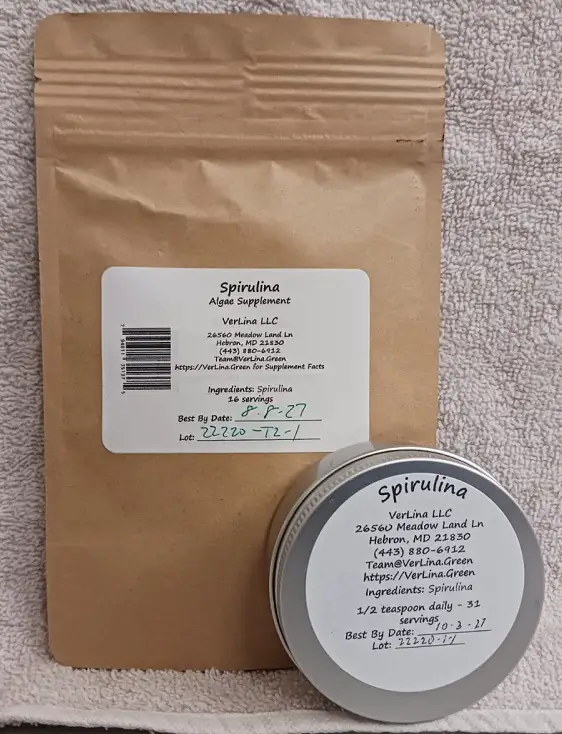 Spirulina
Algae Supplement
VerLina LLC
26560 Meadow Land Ln
Hebron, MD 21830
(443) 880-6912
Team@VerLina.Green
https://VerLina.Green for Supplement Facts
Ingredients: Spirulina
16 servings
Best By Date: 8-8-27
Lot: 22220-T2-1
Spirulina
VerLina LLC
26560 Meadow Land Ln
Hebron, MD 21830
(443) 880-6912
Team@VerLina.Green
https://VerLina.Green
Ingredients: Spirulina
1/2 teaspoon daily - 31
servings
Best By Date: 10-3-27
Lot: